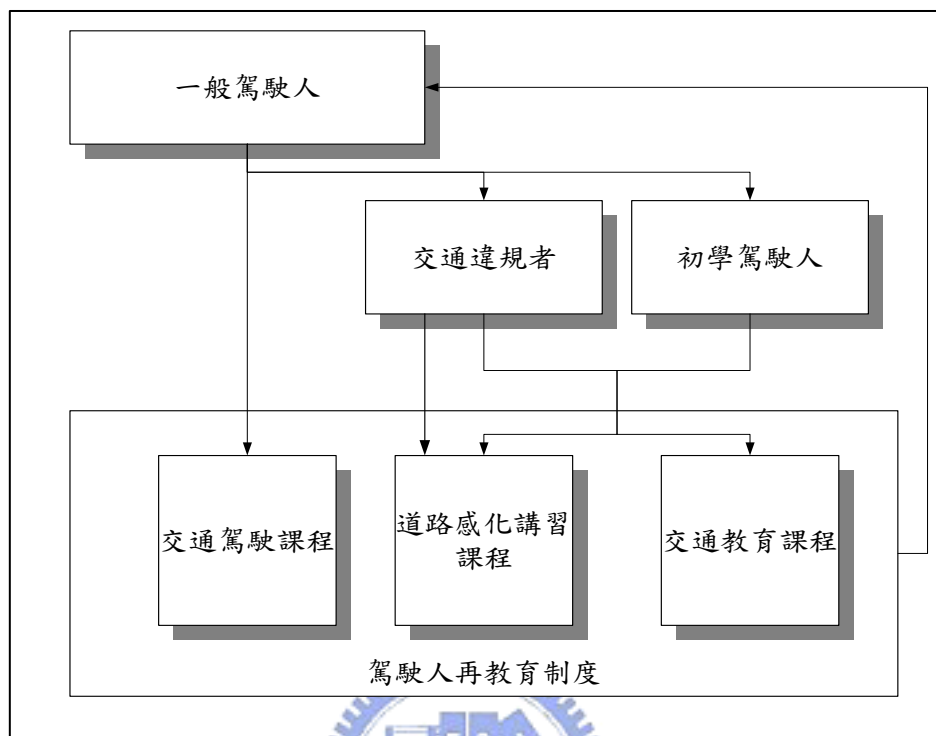 一般駕駛人
交通違規者
初學駕駛人
交通駕駛課程
道路感化講習
課程
交通教育課程
駕駛人再教育制度